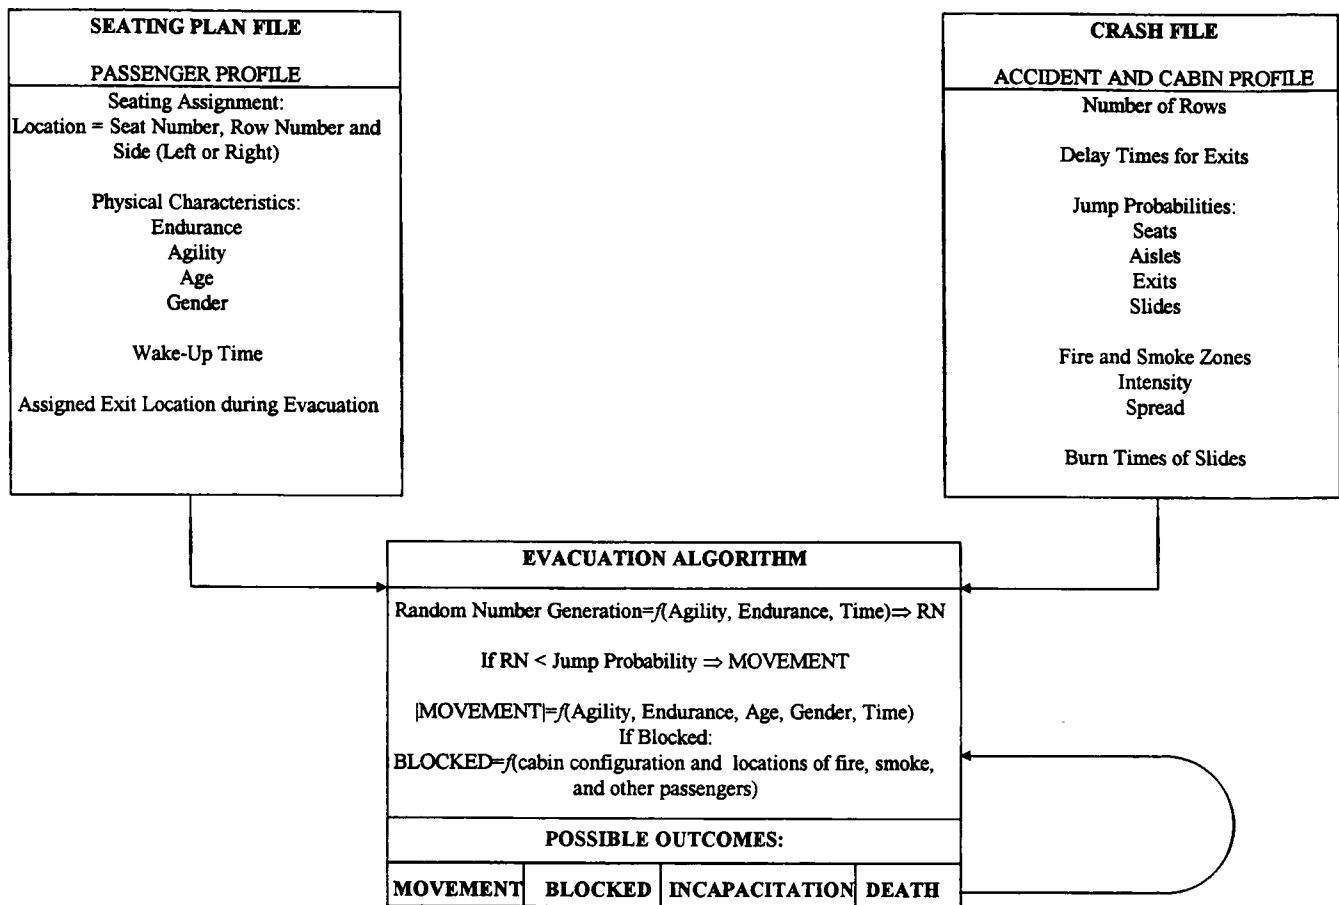 SEATING PLAN FILE
PASSENGER PROFILE
Seating Assignment:
Location = Seat Number, Row Number and
Side (Left or Right)
Physical Characteristics:
Endurance
Agility
Age
Gender
Wake-Up Time
Assigned Exit Location during Evacuation
CRASH FILE
ACCIDENT AND CABIN PROFILE
Number of Rows
Delay Times for Exits
Jump Probabilities:
Seats
Aisles
Exits
Slides
Fire and Smoke Zones
Intensity
Spread
Burn Times of Slides
EVACUATION ALGORITHM
Random Number Generation=f(Agility, Endurance, Time)⇒ RN
If RN < Jump Probability ⇒ MOVEMENT
|MOVEMENT|=f(Agility, Endurance, Age, Gender, Time)
If Blocked:
BLOCKED=f(cabin configuration and locations of fire, smoke,
and other passengers)
POSSIBLE OUTCOMES:
MOVEMENT BLOCKED INCAPACITATION DEATH